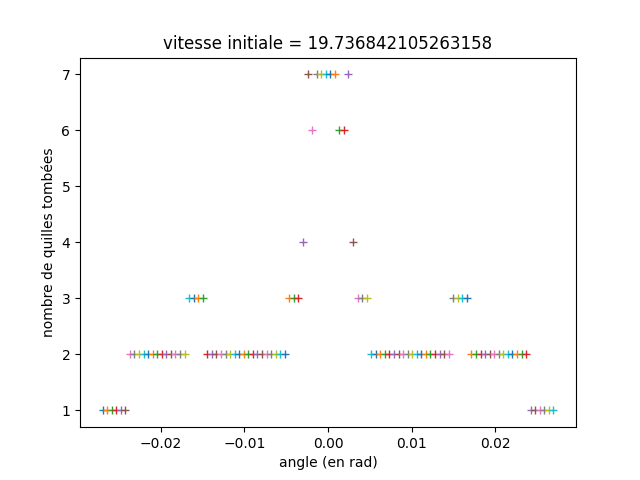 vitesse initiale = 19.736842105263158
nombre de quilles tombées
7
6
5
4
3
2
1
−0.02 −0.01 0.00 0.01 0.02
angle (en rad)